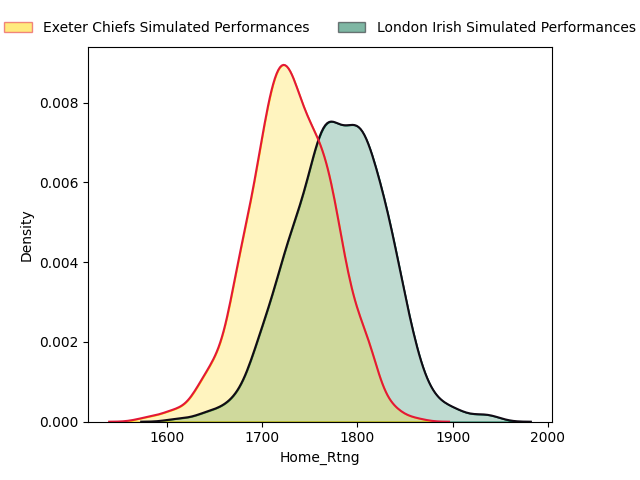 Exeter Chiefs Simulated Performances London Irish Simulated Performances
0.008
0.006
0.004
0.002
0.000
Density
1600 1700 1800 1900 2000
Home_Rtng